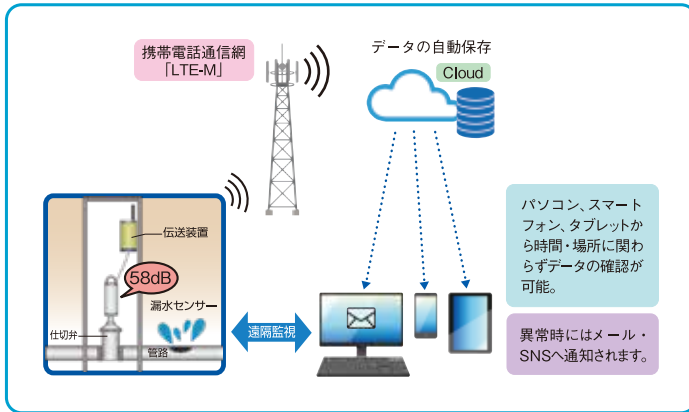 携帯電話通信網
「LTE-M」
データの自動保存
Cloud
伝送装置
58dB
漏水センサー
仕切弁
管路
遠隔監視
パソコン、スマート
フォン、タブレットか
ら時間・場所に関わ
らずデータの確認が
可能。
異常時にはメール・
SNSへ通知されます。